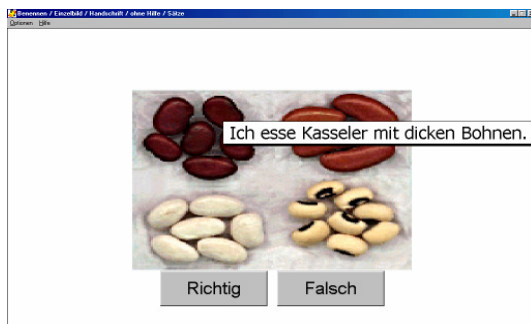 Benennen / Einzelbild / Handschrift / ohne Hilfe / Sätze
Optionen Hilfe
Ich esse Kasseler mit dicken Bohnen.
Richtig Falsch